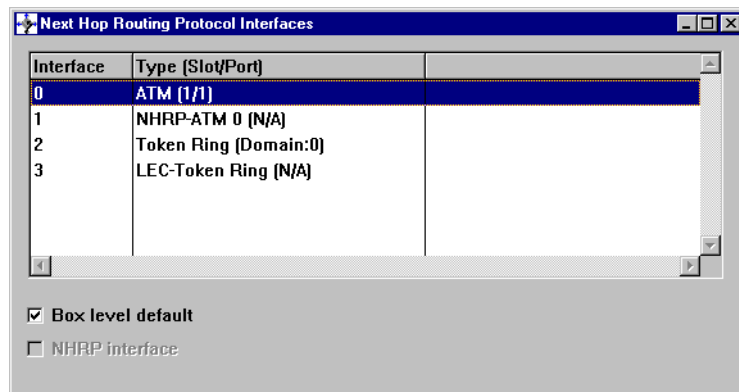 Next Hop Routing Protocol Interfaces
Interface Type (Slot/Port)
0 ATM (1/1)
1 NHRP-ATM 0 (N/A)
2 Token Ring (Domain:0)
3 LEC-Token Ring (N/A)
Box level default
NHRP interface